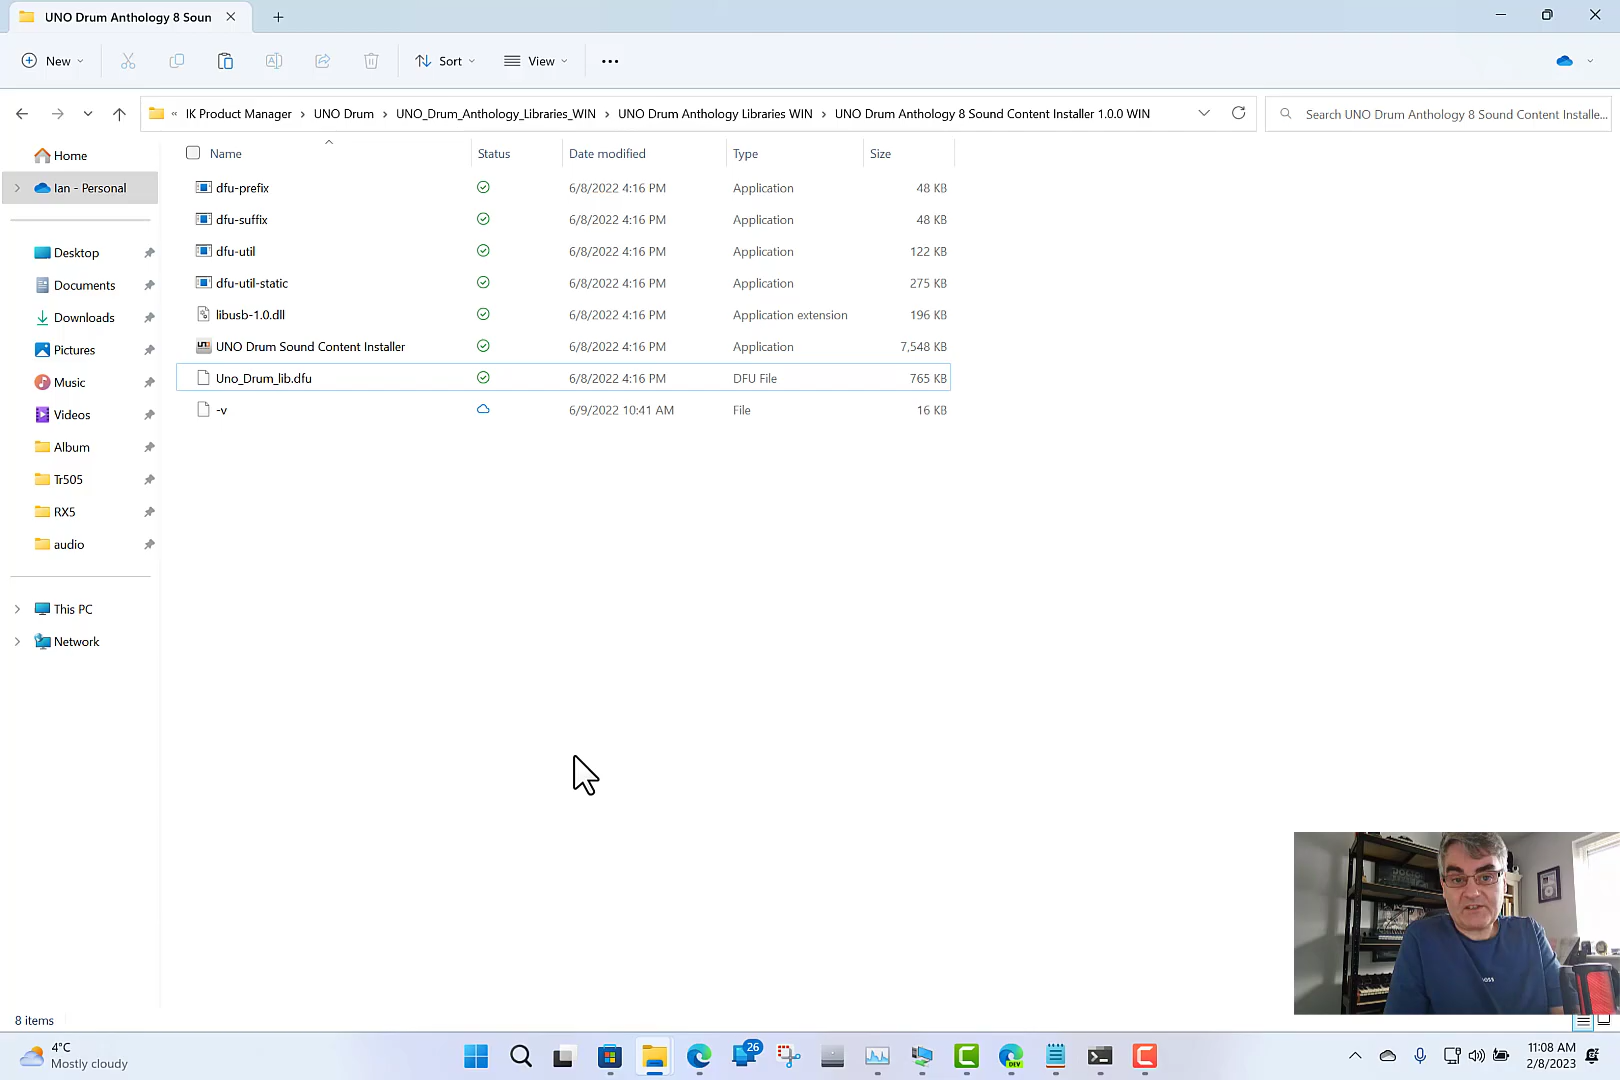 UNO Drum Anthology 8 Soun
New
Sort
View
« IK Product Manager > UNO Drum > UNO_Drum_Anthology_Libraries_WIN > UNO Drum Anthology Libraries WIN > UNO Drum Anthology 8 Sound Content Installer 1.0.0 WIN
Search UNO Drum Anthology 8 Sound Content Installe...
Home
Ian - Personal
Desktop
Documents
Downloads
Pictures
Music
Videos
Album
Tr505
RX5
audio
This PC
Network
Name Status Date modified Type Size
dfu-prefix 6/8/2022 4:16 PM Application 48 KB
dfu-suffix 6/8/2022 4:16 PM Application 48 KB
dfu-util 6/8/2022 4:16 PM Application 122 KB
dfu-util-static 6/8/2022 4:16 PM Application 275 KB
libusb-1.0.dll 6/8/2022 4:16 PM Application extension 196 KB
UNO Drum Sound Content Installer 6/8/2022 4:16 PM Application 7,548 KB
Uno_Drum_lib.dfu 6/8/2022 4:16 PM DFU File 765 KB
-v 6/9/2022 10:41 AM File 16 KB
8 items
4°C
Mostly cloudy
26
DEV
11:08 AM
2/8/2023